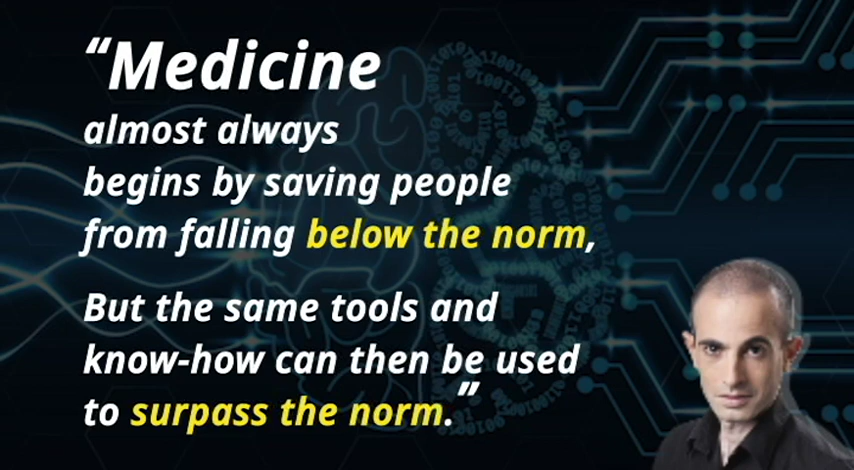 “Medicine
almost always
begins by saving people
from falling below the norm,
But the same tools and
know-how can then be used
to surpass the norm.”